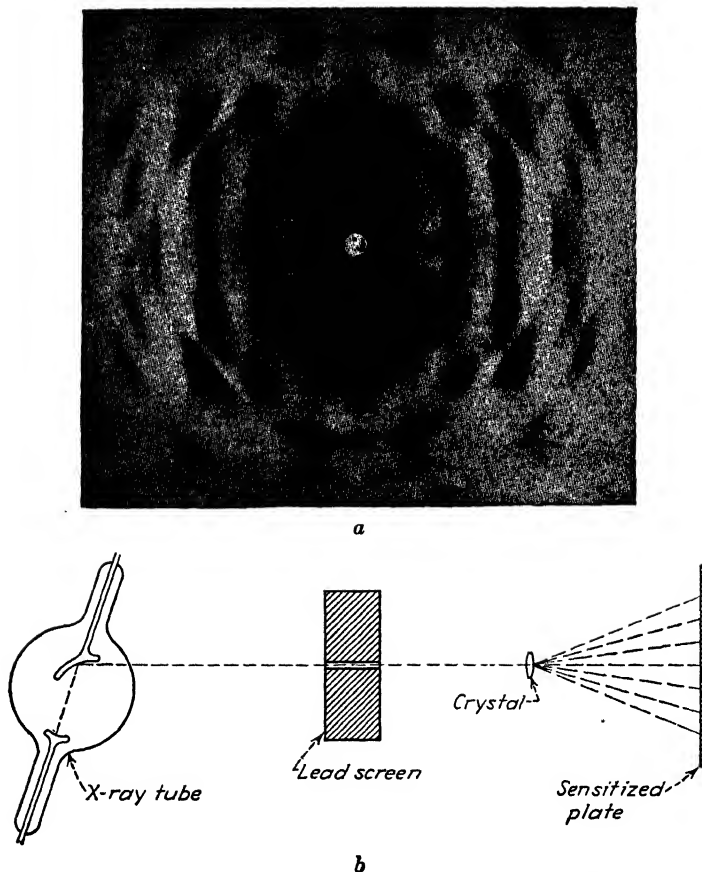 a
Crystal
Lead screen
X-ray tube
Sensitized
plate
b